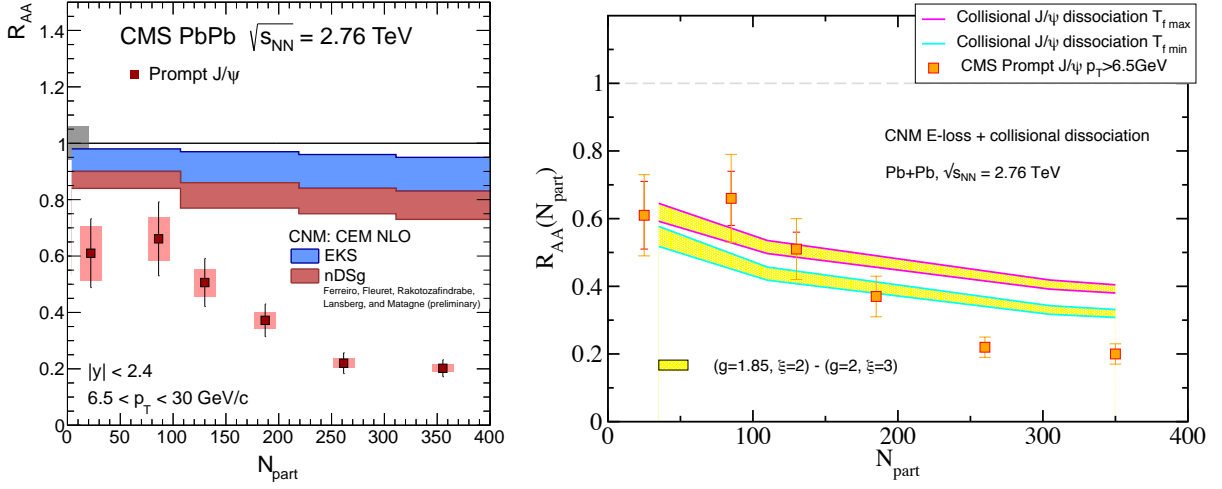 R_AA
1.4
1.2
1
0.8
0.6
0.4
0.2
0
CMS PbPb √s_NN = 2.76 TeV
Prompt J/ψ
CNM: CEM NLO
EKS
nDSg
Ferreiro, Fleuret, Rakotozafindrabe,
Lansberg, and Matagne (preliminary)
|y| < 2.4
6.5 < p_T < 30 GeV/c
0 50 100 150 200 250 300 350 400
N_part
Collisional J/ψ dissociation T_f max
Collisional J/ψ dissociation T_f min
CMS Prompt J/ψ p_T>6.5GeV
R_AA(N_part)
1
0.8
0.6
0.4
0.2
0
CNM E-loss + collisional dissociation
Pb+Pb, √s_NN = 2.76 TeV
(g=1.85, ξ=2) - (g=2, ξ=3)
0 100 200 300 400
N_part